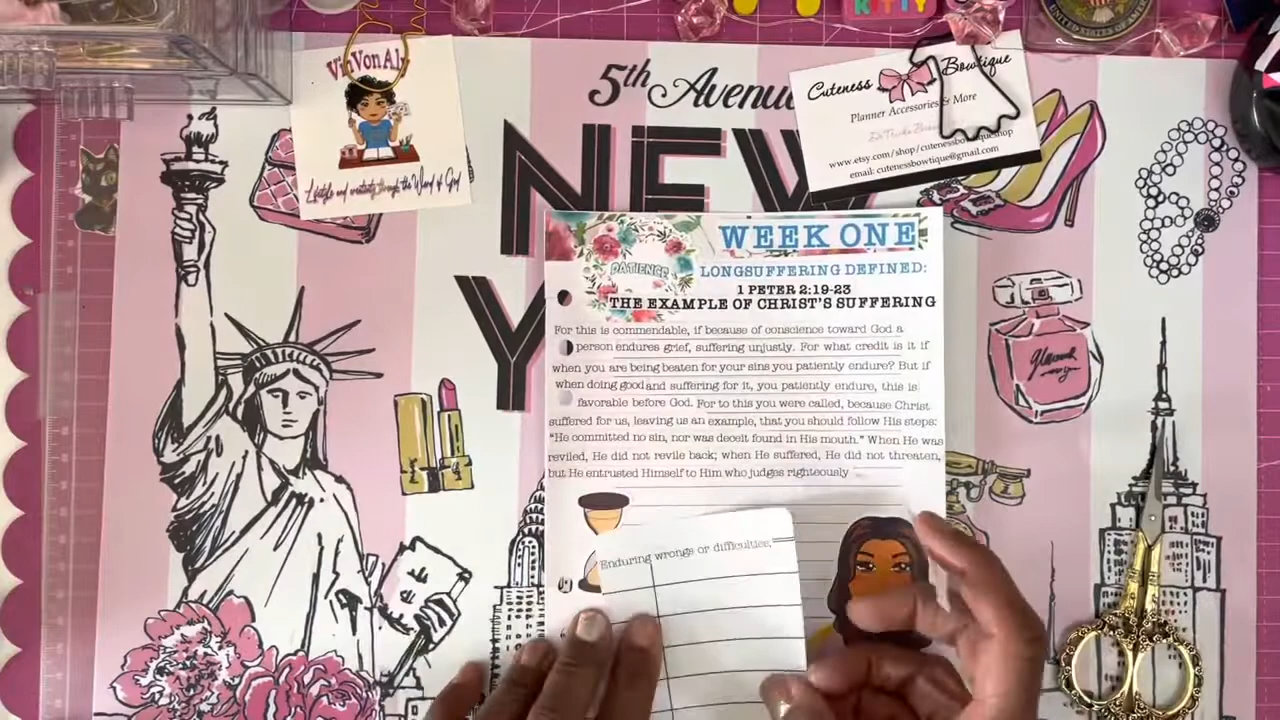 KITTY
UNITED STATES OF AMERICA
VinVonAl
Lifestyle and creativity through the Word of God
5th Avenue
NEW
Y
Cuteness Bowtique
Planner Accessories & More
www.etsy.com/shop/cutenessbowtiqueshop
email: cutenessbowtique@gmail.com
WEEK ONE
PATIENCE
LONGSUFFERING DEFINED:
1 PETER 2:19-23
THE EXAMPLE OF CHRIST'S SUFFERING
For this is commendable, if because of conscience toward God a
person endures grief, suffering unjustly. For what credit is it if
when you are being beaten for your sins you patiently endure? But if
when doing good and suffering for it, you patiently endure, this is
favorable before God. For to this you were called, because Christ
suffered for us, leaving us an example, that you should follow His steps:
"He committed no sin, nor was deceit found in His mouth." When He was
reviled, He did not revile back; when He suffered, He did not threaten,
but He entrusted Himself to Him who judges righteously
Enduring wrongs or difficulties,